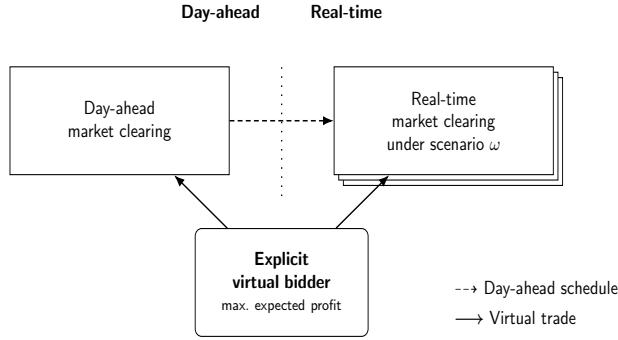 Day-ahead Real-time
Day-ahead
market clearing
Real-time
market clearing
under scenario ω
Explicit
virtual bidder
max. expected profit
Day-ahead schedule
Virtual trade